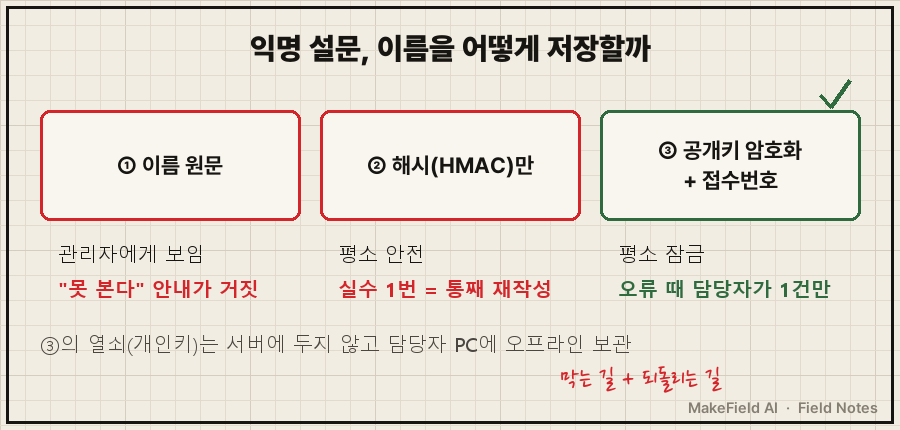 익명 설문, 이름을 어떻게 저장할까
① 이름 원문
② 해시(HMAC)만
③ 공개키 암호화
+ 접수번호
관리자에게 보임
"못 본다" 안내가 거짓
평소 안전
실수 1번 = 통째 재작성
평소 잠금
오류 때 담당자가 1건만
③의 열쇠(개인키)는 서버에 두지 않고 담당자 PC에 오프라인 보관
막는 길 + 되돌리는 길
MakeField AI · Field Notes